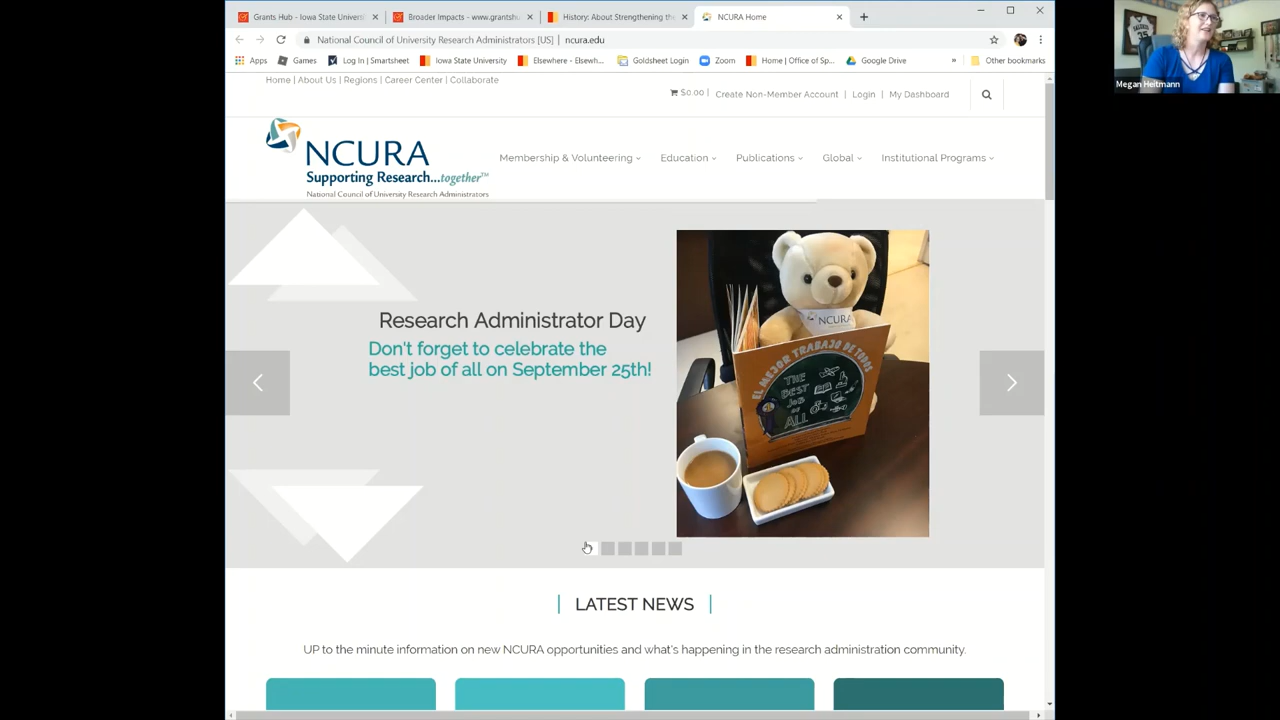 Grants Hub - Iowa State Universi
Broader Impacts - www.grantshu
History: About Strengthening th
NCURA Home
National Council of University Research Administrators [US] | ncura.edu
Apps
Games
Log In | Smartsheet
Iowa State University
Elsewhere - Elsewh...
Goldsheet Login
Zoom
Home | Office of Sp...
Google Drive
»
Other bookmarks
Home | About Us | Regions | Career Center | Collaborate
$0.00 | Create Non-Member Account | Login | My Dashboard
NCURA
Supporting Research...together™
National Council of University Research Administrators
Membership & Volunteering
Education
Publications
Global
Institutional Programs
Research Administrator Day
Don't forget to celebrate the
best job of all on September 25th!
NCURA
EL MEJOR TRABAJO DE TODOS
THE
BEST
JOB
OF
ALL
LATEST NEWS
UP to the minute information on new NCURA opportunities and what's happening in the research administration community.
Megan Heitmann